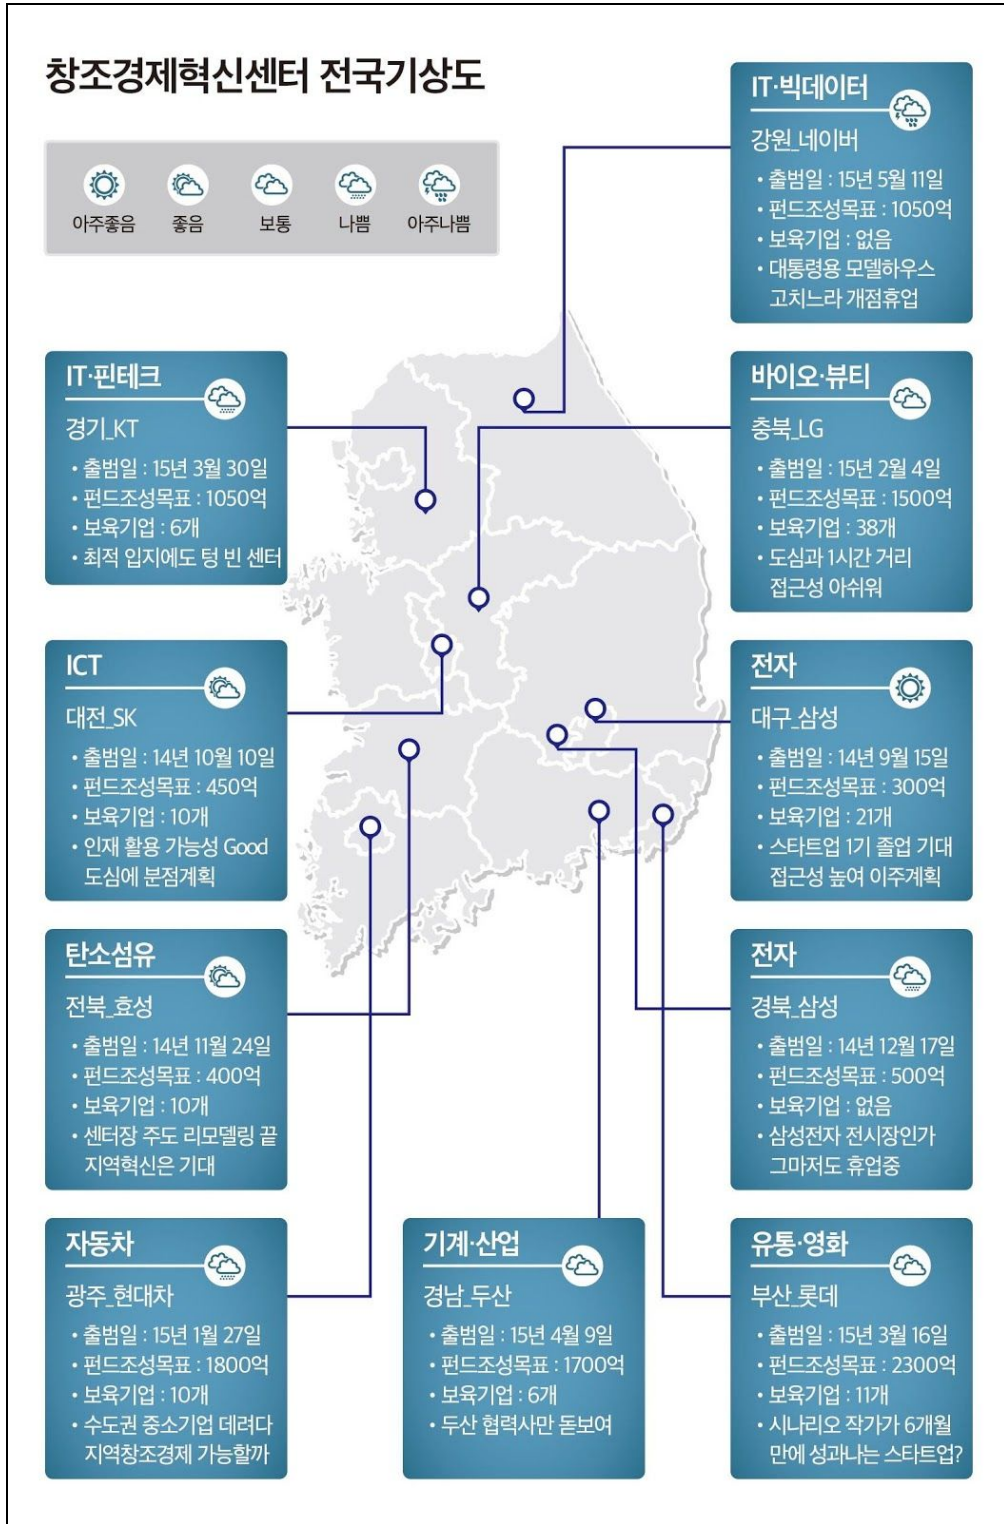 창조경제혁신센터 전국기상도
아주좋음
좋음
보통
나쁨
아주나쁨
IT·빅데이터
강원_네이버
• 출범일 : 15년 5월 11일
• 펀드조성목표 : 1050억
• 보육기업 : 없음
• 대통령용 모델하우스
고치느라 개점휴업
IT·핀테크
경기_KT
• 출범일 : 15년 3월 30일
• 펀드조성목표 : 1050억
• 보육기업 : 6개
• 최적 입지에도 텅 빈 센터
바이오·뷰티
충북_LG
• 출범일 : 15년 2월 4일
• 펀드조성목표 : 1500억
• 보육기업 : 38개
• 도심과 1시간 거리
접근성 아쉬워
ICT
대전_SK
• 출범일 : 14년 10월 10일
• 펀드조성목표 : 450억
• 보육기업 : 10개
• 인재 활용 가능성 Good
도심에 분점계획
전자
대구_삼성
• 출범일 : 14년 9월 15일
• 펀드조성목표 : 300억
• 보육기업 : 21개
• 스타트업 1기 졸업 기대
접근성 높여 이주계획
탄소섬유
전북_효성
• 출범일 : 14년 11월 24일
• 펀드조성목표 : 400억
• 보육기업 : 10개
• 센터장 주도 리모델링 끝
지역혁신은 기대
전자
경북_삼성
• 출범일 : 14년 12월 17일
• 펀드조성목표 : 500억
• 보육기업 : 없음
• 삼성전자 전시장인가
그마저도 휴업중
자동차
광주_현대차
• 출범일 : 15년 1월 27일
• 펀드조성목표 : 1800억
• 보육기업 : 10개
• 수도권 중소기업 데려다
지역창조경제 가능할까
기계·산업
경남_두산
• 출범일 : 15년 4월 9일
• 펀드조성목표 : 1700억
• 보육기업 : 6개
• 두산 협력사만 돋보여
유통·영화
부산_롯데
• 출범일 : 15년 3월 16일
• 펀드조성목표 : 2300억
• 보육기업 : 11개
• 시나리오 작가가 6개월
만에 성과나는 스타트업?